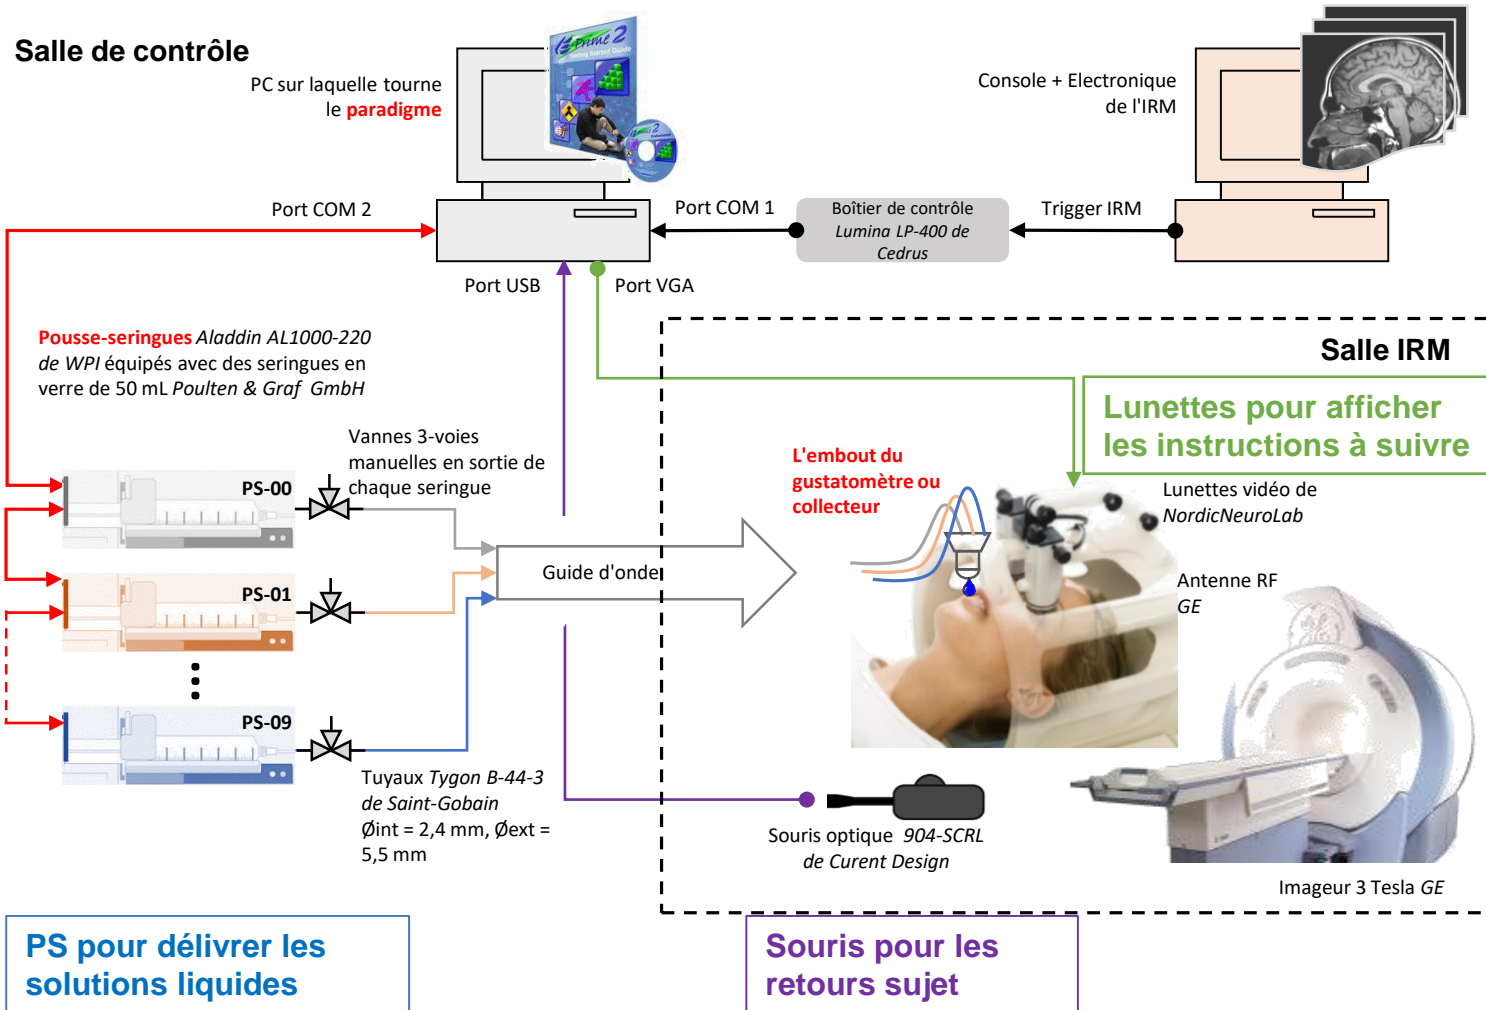 Salle de contrôle
PC sur laquelle tourne
le paradigme
E-Prime 2
Getting Started Guide
Console + Electronique
de l'IRM
Port COM 2
Port COM 1
Boîtier de contrôle
Lumina LP-400 de
Cedrus
Trigger IRM
Port USB
Port VGA
Pousse-seringues Aladdin AL1000-220
de WPI équipés avec des seringues en
verre de 50 mL Poulten & Graf GmbH
Salle IRM
Lunettes pour afficher
les instructions à suivre
Vannes 3-voies
manuelles en sortie de
chaque seringue
L'embout du
gustatomètre ou
collecteur
Lunettes vidéo de
NordicNeuroLab
PS-00
Guide d'onde
Antenne RF
GE
PS-01
PS-09
Tuyaux Tygon B-44-3
de Saint-Gobain
Øint = 2,4 mm, Øext =
5,5 mm
Souris optique 904-SCRL
de Curent Design
Imageur 3 Tesla GE
PS pour délivrer les
solutions liquides
Souris pour les
retours sujet